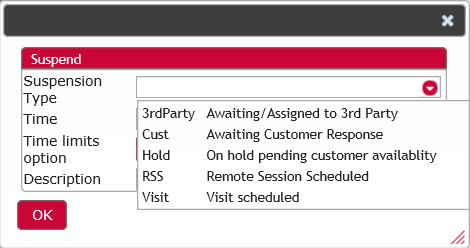 Suspend
Suspension Type
3rdParty Awaiting/Assigned to 3rd Party
Cust Awaiting Customer Response
Hold On hold pending customer availablity
RSS Remote Session Scheduled
Visit Visit scheduled
Time
Time limits option
Description
OK